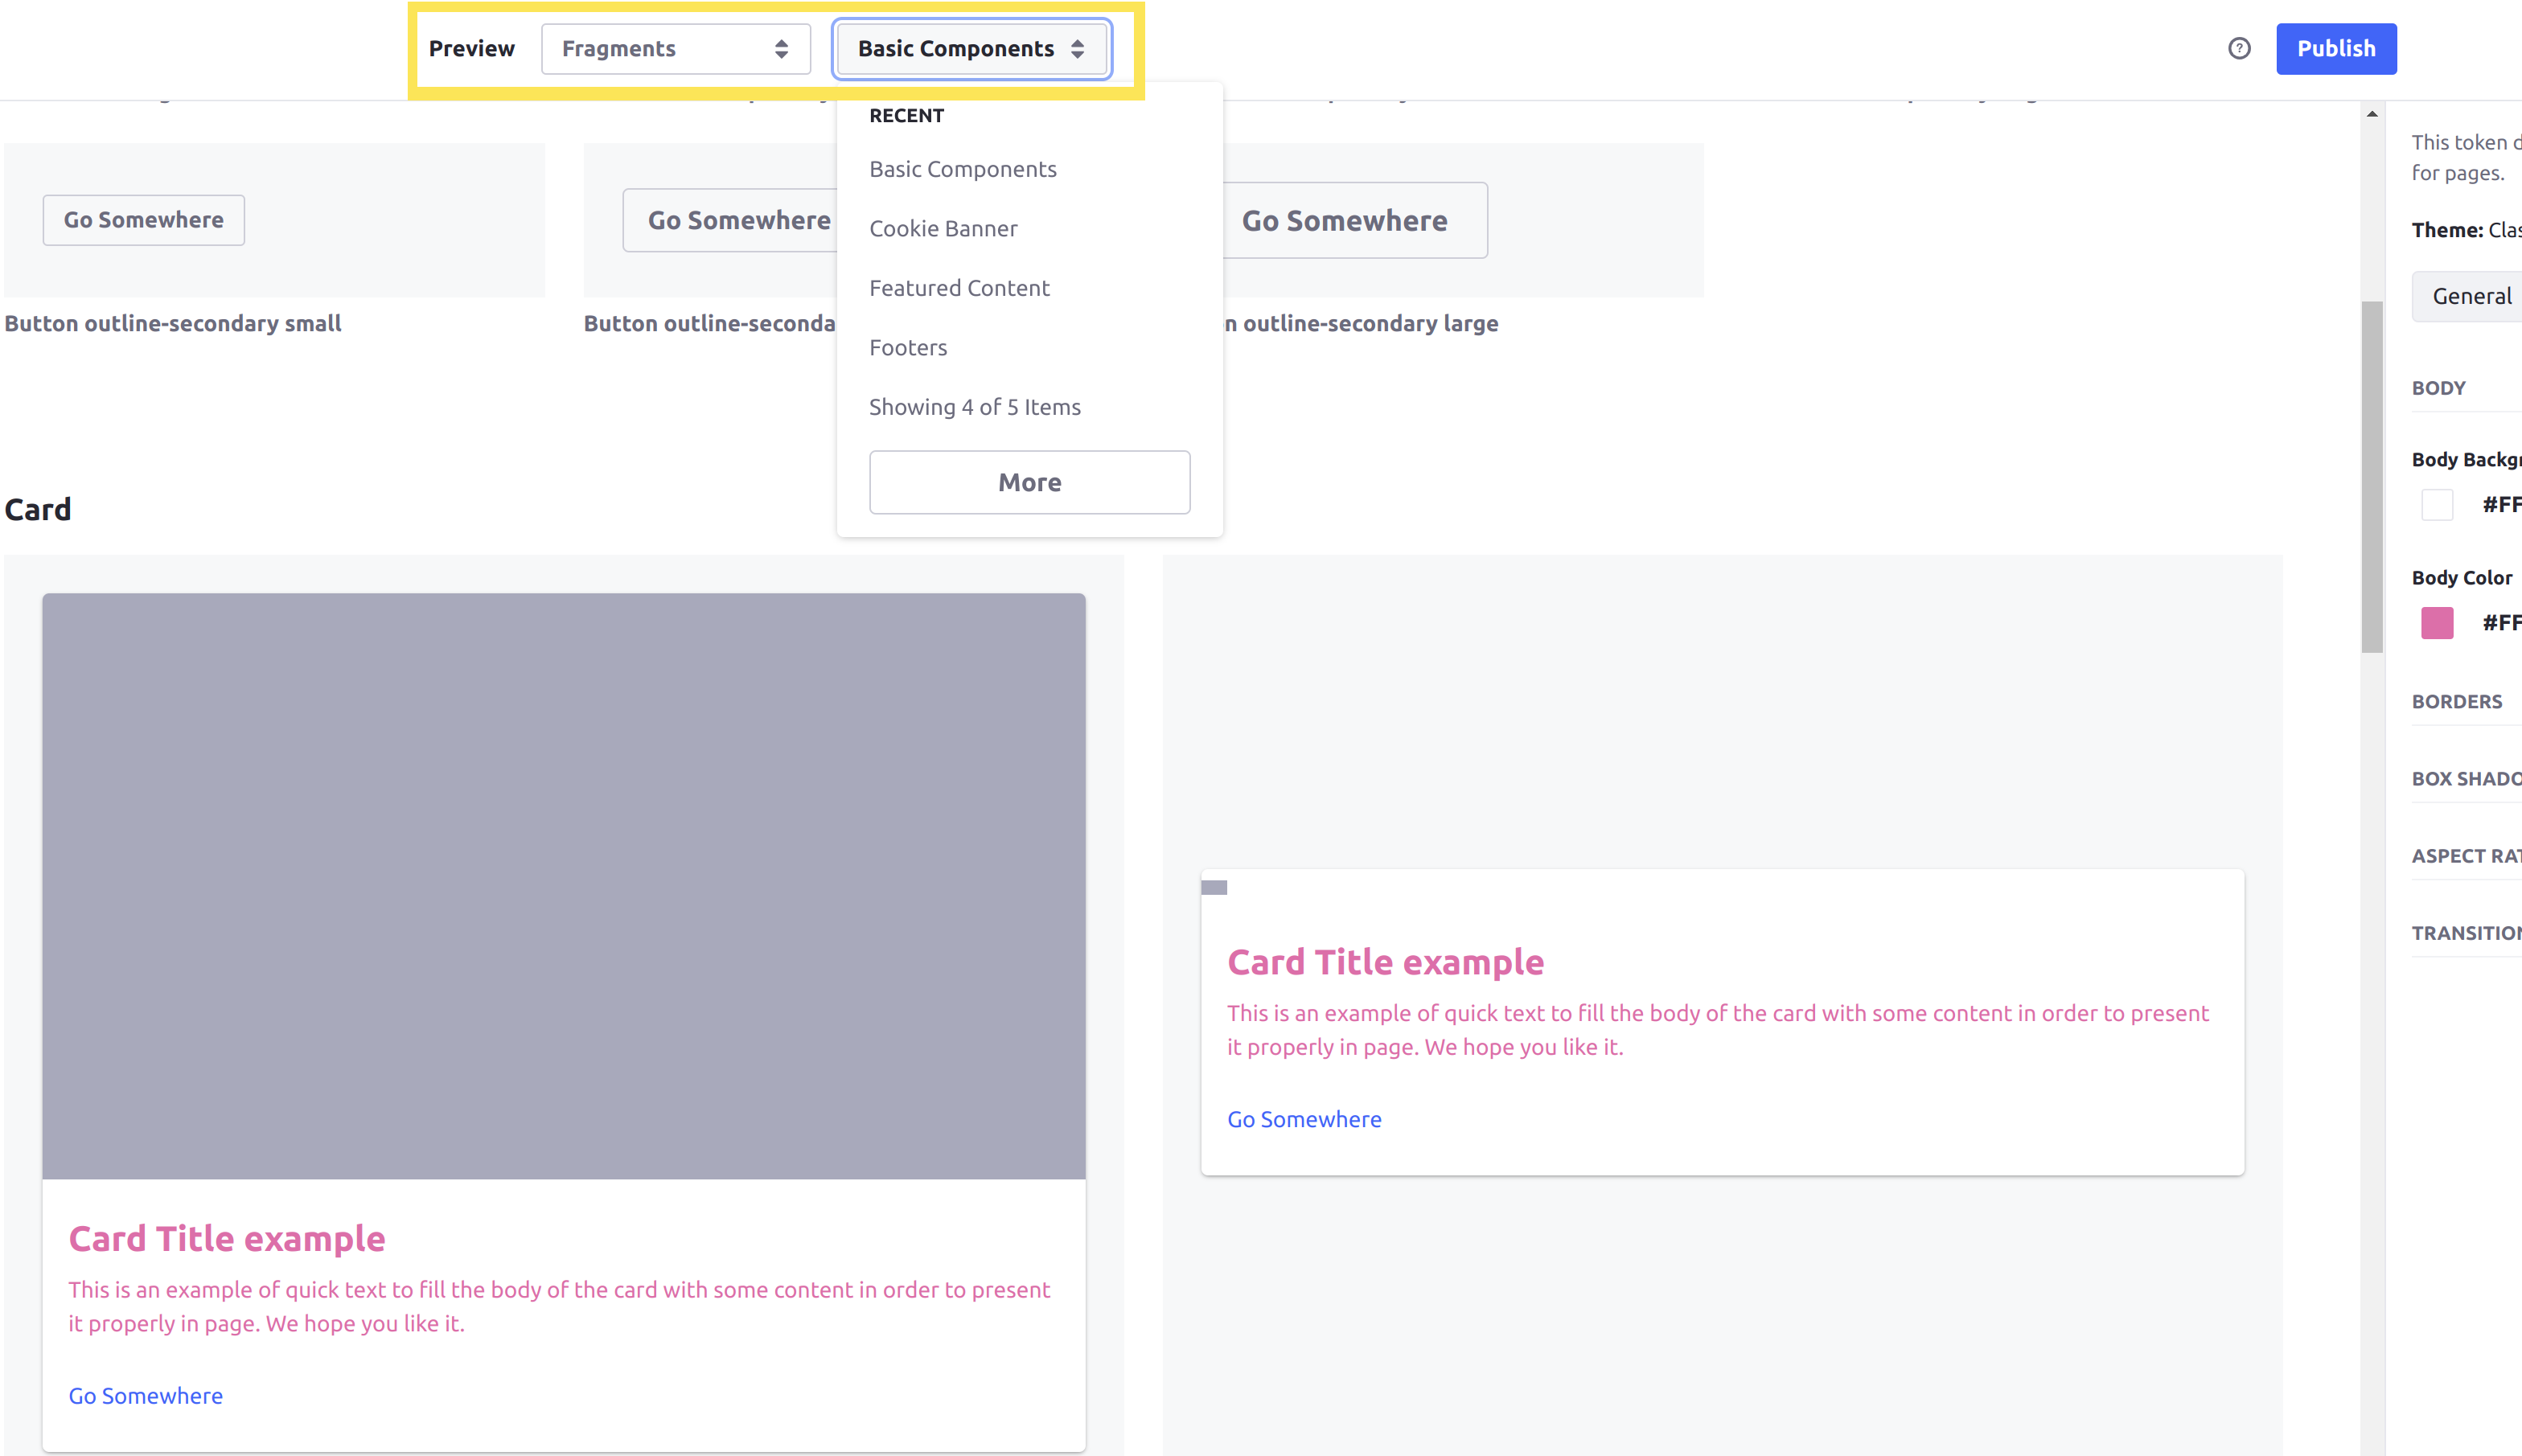 Preview
Fragments
Basic Components
Publish
RECENT
Basic Components
Cookie Banner
Featured Content
Footers
Showing 4 of 5 Items
More
Go Somewhere
Go Somewhere
Go Somewhere
Button outline-secondary small
Button outline-seconda
n outline-secondary large
Card
Card Title example
This is an example of quick text to fill the body of the card with some content in order to present
it properly in page. We hope you like it.
Go Somewhere
Card Title example
This is an example of quick text to fill the body of the card with some content in order to present
it properly in page. We hope you like it.
Go Somewhere
This token d
for pages.
Theme: Clas
General
BODY
Body Backgr
#FF
Body Color
#FF
BORDERS
BOX SHADO
ASPECT RAT
TRANSITION